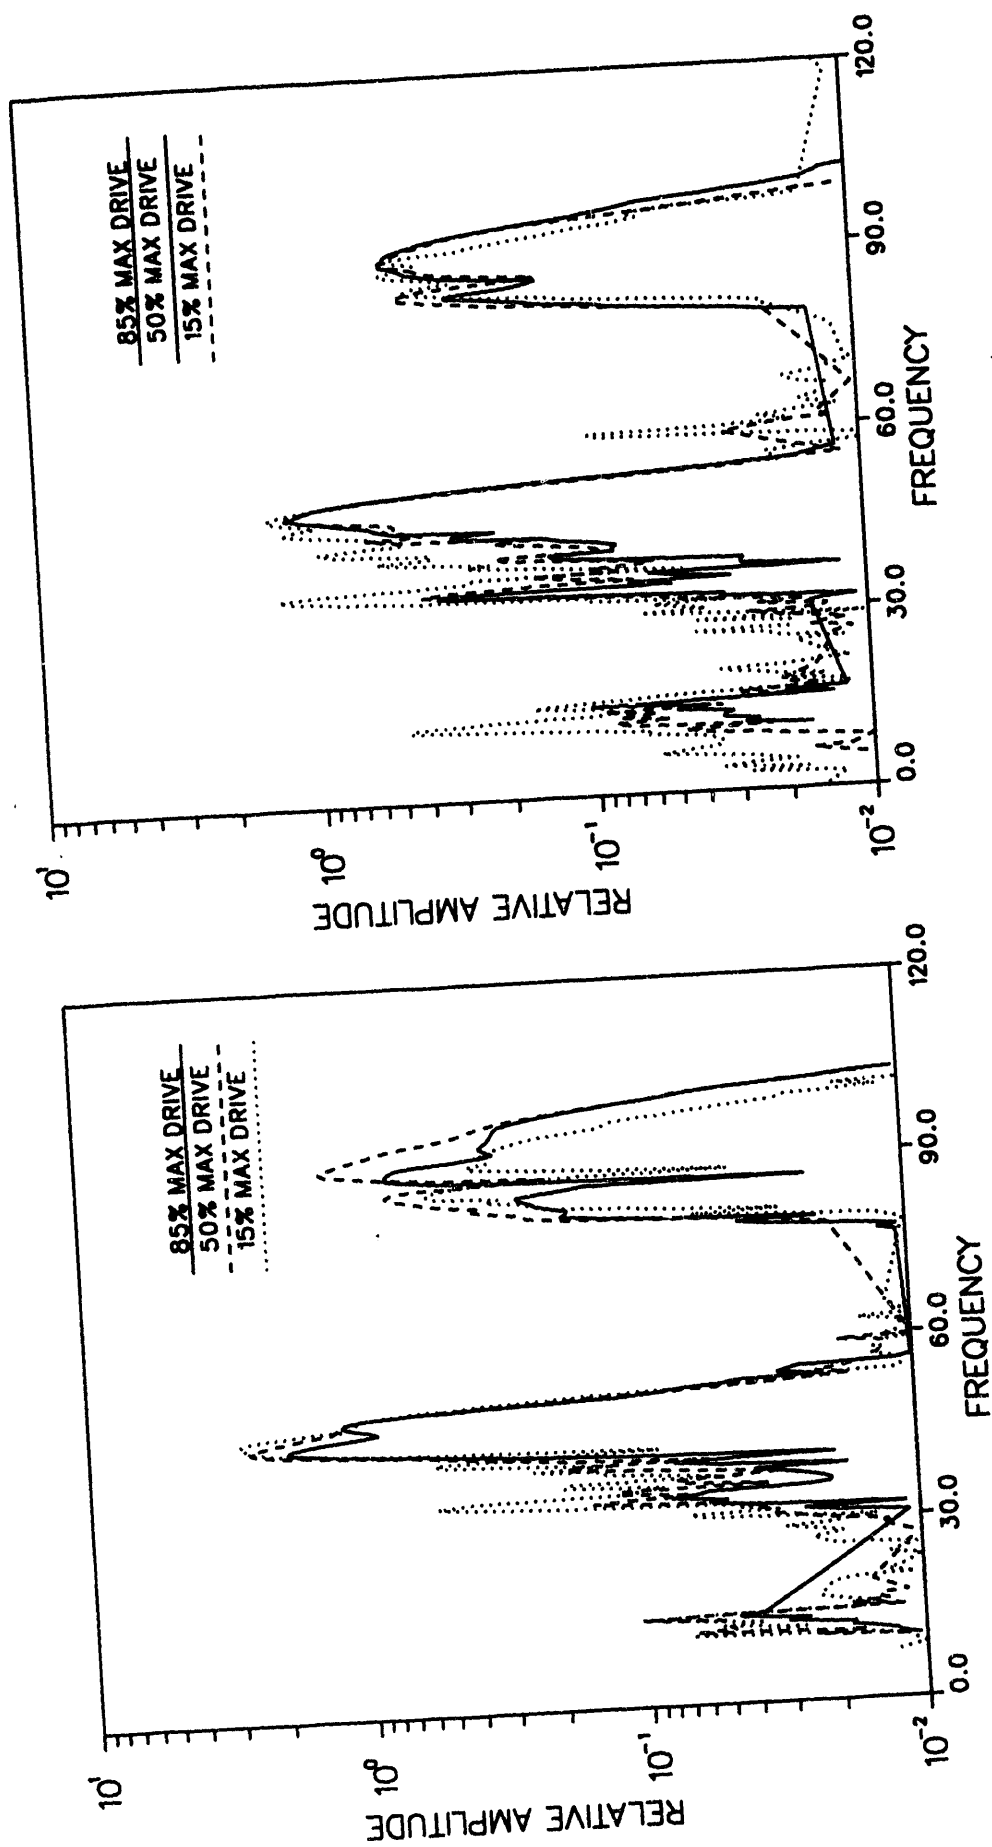 85% MAX DRIVE
50% MAX DRIVE
15% MAX DRIVE
RELATIVE AMPLITUDE
10¹
10⁰
10⁻¹
10⁻²
0.0
30.0
60.0
90.0
120.0
FREQUENCY
85% MAX DRIVE
50% MAX DRIVE
15% MAX DRIVE
RELATIVE AMPLITUDE
10¹
10⁰
10⁻¹
10⁻²
0.0
30.0
60.0
90.0
120.0
FREQUENCY